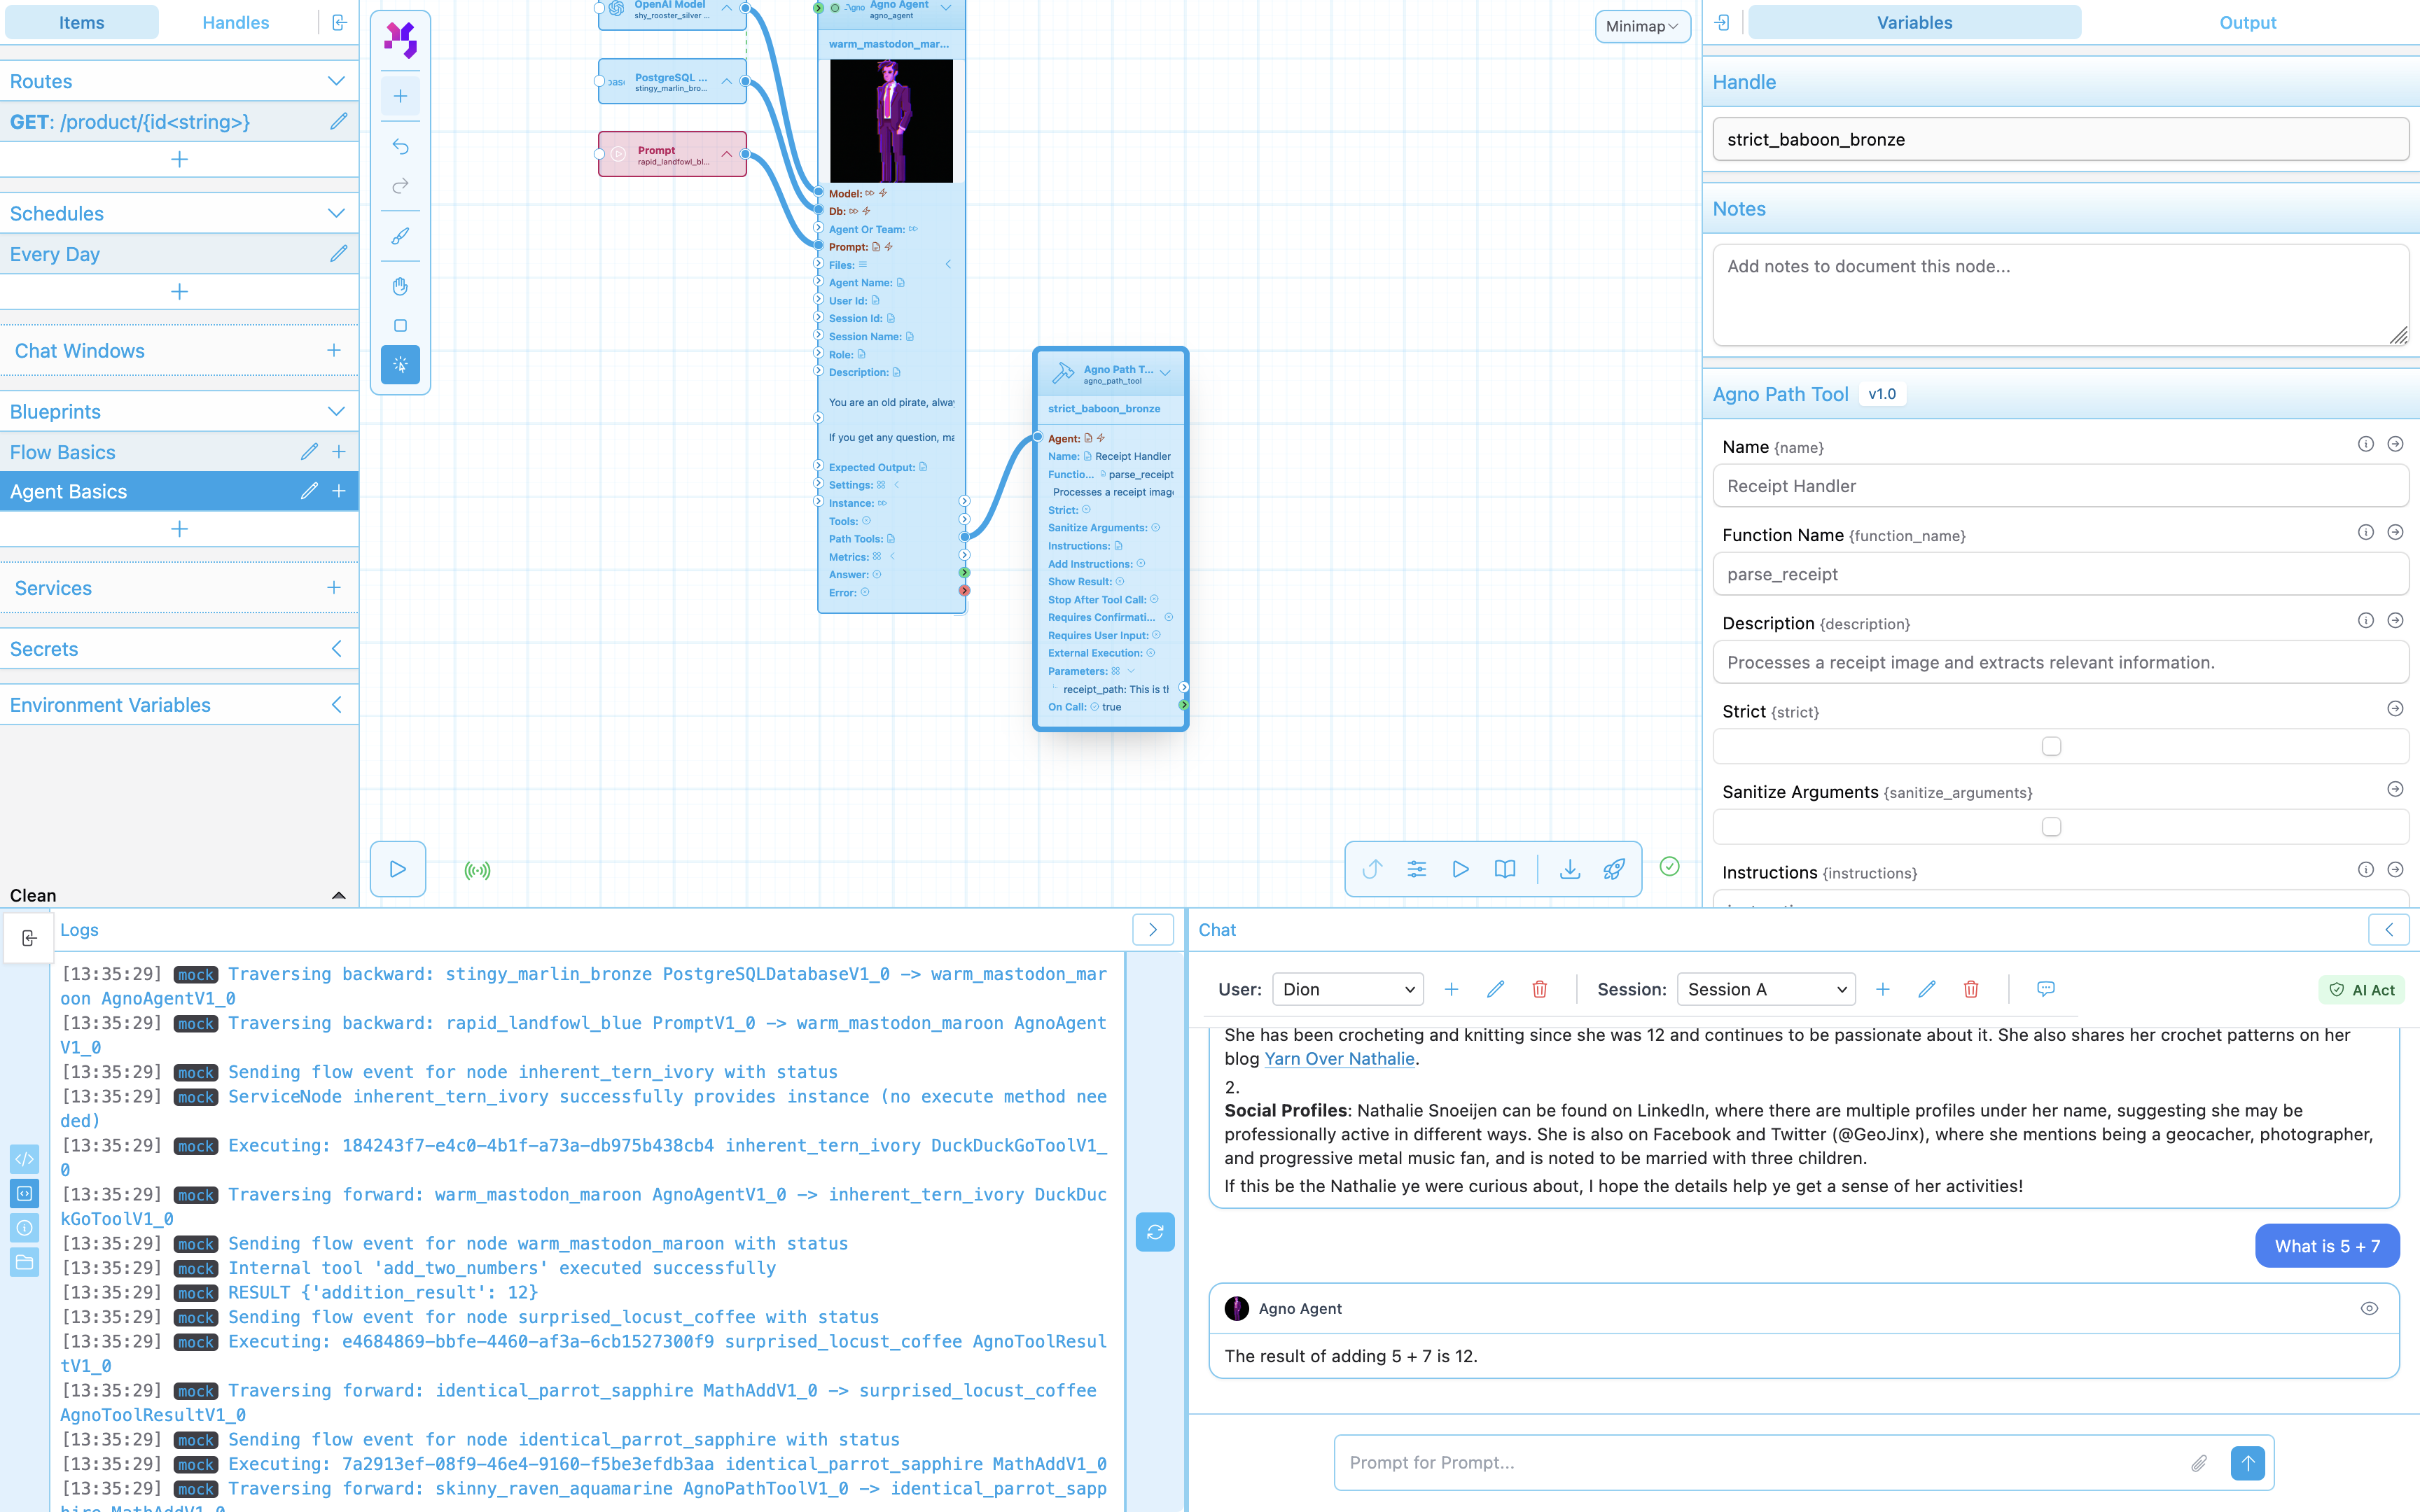 Items
Handles
Routes
GET: /product/{id<string>}
Schedules
Every Day
Chat Windows
Blueprints
Flow Basics
Agent Basics
Services
Secrets
Environment Variables
Clean
OpenAI Model
shy_rooster_silver ...
PostgreSQL ...
stingy_marlin_bro...
Prompt
rapid_landfowl_bl...
Agno Agent
agno_agent
warm_mastodon_mar...
Model:
Db:
Agent Or Team:
Prompt:
Files:
Agent Name:
User Id:
Session Id:
Session Name:
Role:
Description:
You are an old pirate, alway
If you get any question, ma
Expected Output:
Settings:
Instance:
Tools:
Path Tools:
Metrics:
Answer:
Error:
Agno Path T...
agno_path_tool
strict_baboon_bronze
Agent:
Name: Receipt Handler
Functio... parse_receipt
Processes a receipt imag
Strict:
Sanitize Arguments:
Instructions:
Add Instructions:
Show Result:
Stop After Tool Call:
Requires Confirmati...
Requires User Input:
External Execution:
Parameters:
receipt_path: This is tl
On Call: true
Minimap
Variables
Output
Handle
strict_baboon_bronze
Notes
Add notes to document this node...
Agno Path Tool v1.0
Name {name}
Receipt Handler
Function Name {function_name}
parse_receipt
Description {description}
Processes a receipt image and extracts relevant information.
Strict {strict}
Sanitize Arguments {sanitize_arguments}
Instructions {instructions}
Logs
[13:35:29] mock Traversing backward: stingy_marlin_bronze PostgreSQLDatabaseV1_0 -> warm_mastodon_mar
oon AgnoAgentV1_0
[13:35:29] mock Traversing backward: rapid_landfowl_blue PromptV1_0 -> warm_mastodon_maroon AgnoAgent
V1_0
[13:35:29] mock Sending flow event for node inherent_tern_ivory with status
[13:35:29] mock ServiceNode inherent_tern_ivory successfully provides instance (no execute method nee
ded)
[13:35:29] mock Executing: 184243f7-e4c0-4b1f-a73a-db975b438cb4 inherent_tern_ivory DuckDuckGoToolV1_
0
[13:35:29] mock Traversing forward: warm_mastodon_maroon AgnoAgentV1_0 -> inherent_tern_ivory DuckDuc
kGoToolV1_0
[13:35:29] mock Sending flow event for node warm_mastodon_maroon with status
[13:35:29] mock Internal tool 'add_two_numbers' executed successfully
[13:35:29] mock RESULT {'addition_result': 12}
[13:35:29] mock Sending flow event for node surprised_locust_coffee with status
[13:35:29] mock Executing: e4684869-bbfe-4460-af3a-6cb1527300f9 surprised_locust_coffee AgnoToolResul
tV1_0
[13:35:29] mock Traversing forward: identical_parrot_sapphire MathAddV1_0 -> surprised_locust_coffee
AgnoToolResultV1_0
[13:35:29] mock Sending flow event for node identical_parrot_sapphire with status
[13:35:29] mock Executing: 7a2913ef-08f9-46e4-9160-f5be3efdb3aa identical_parrot_sapphire MathAddV1_0
[13:35:29] mock Traversing forward: skinny_raven_aquamarine AgnoPathToolV1_0 -> identical_parrot_sapp
hire MathAddV1_0
Chat
User: Dion
Session: Session A
AI Act
She has been crocheting and knitting since she was 12 and continues to be passionate about it. She also shares her crochet patterns on her
blog Yarn Over Nathalie.
2.
Social Profiles: Nathalie Snoeijen can be found on LinkedIn, where there are multiple profiles under her name, suggesting she may be
professionally active in different ways. She is also on Facebook and Twitter (@GeoJinx), where she mentions being a geocacher, photographer,
and progressive metal music fan, and is noted to be married with three children.
If this be the Nathalie ye were curious about, I hope the details help ye get a sense of her activities!
What is 5 + 7
Agno Agent
The result of adding 5 + 7 is 12.
Prompt for Prompt...